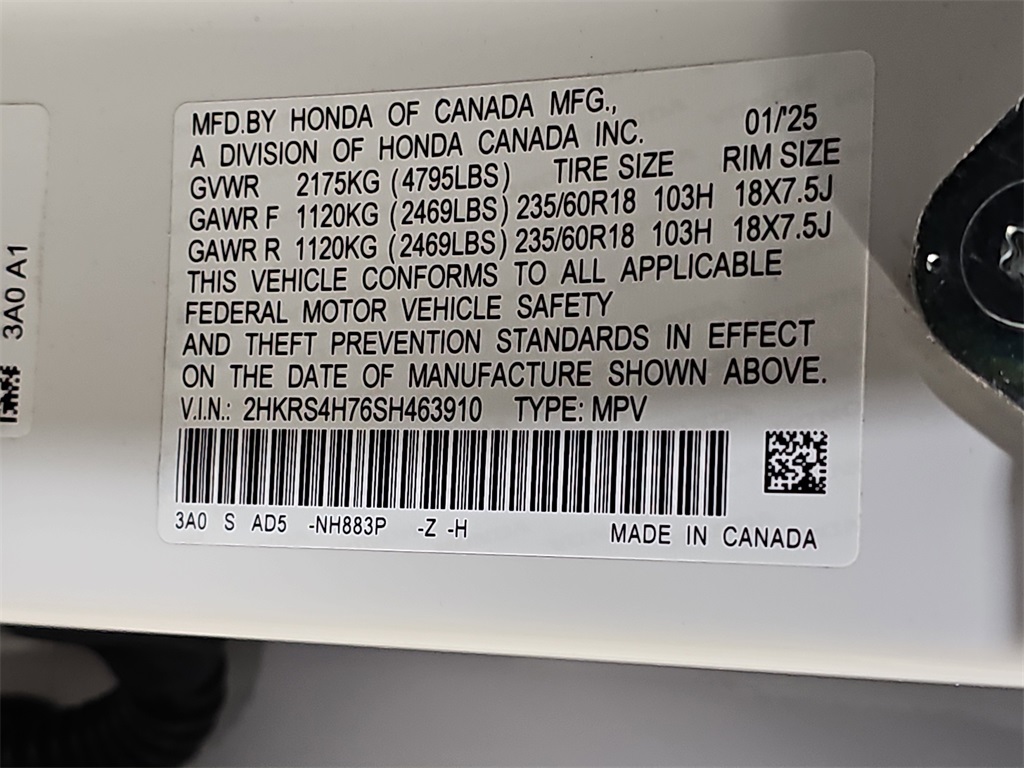 MFD.BY HONDA OF CANADA MFG., 01/'25
A DIVISION OF HONDA CANADA INC.
GVWR 2175KG (4795LBS) TIRE SIZE RIM SIZE
GAWR F 1120KG (2469LBS) 235/60R18 103H 18X7.5J
GAWR R 1120KG (2469LBS) 235/60R18 103H 18X7.5J
THIS VEHICLE CONFORMS TO ALL APPLICABLE
FEDERAL MOTOR VEHICLE SAFETY
AND THEFT PREVENTION STANDARDS IN EFFECT
ON THE DATE OF MANUFACTURE SHOWN ABOVE.
V.I.N.: 2HKRS4H76SH463910 TYPE: MPV
3A0 S AD5 -NH883P -Z -H MADE IN CANADA
3A0 A1